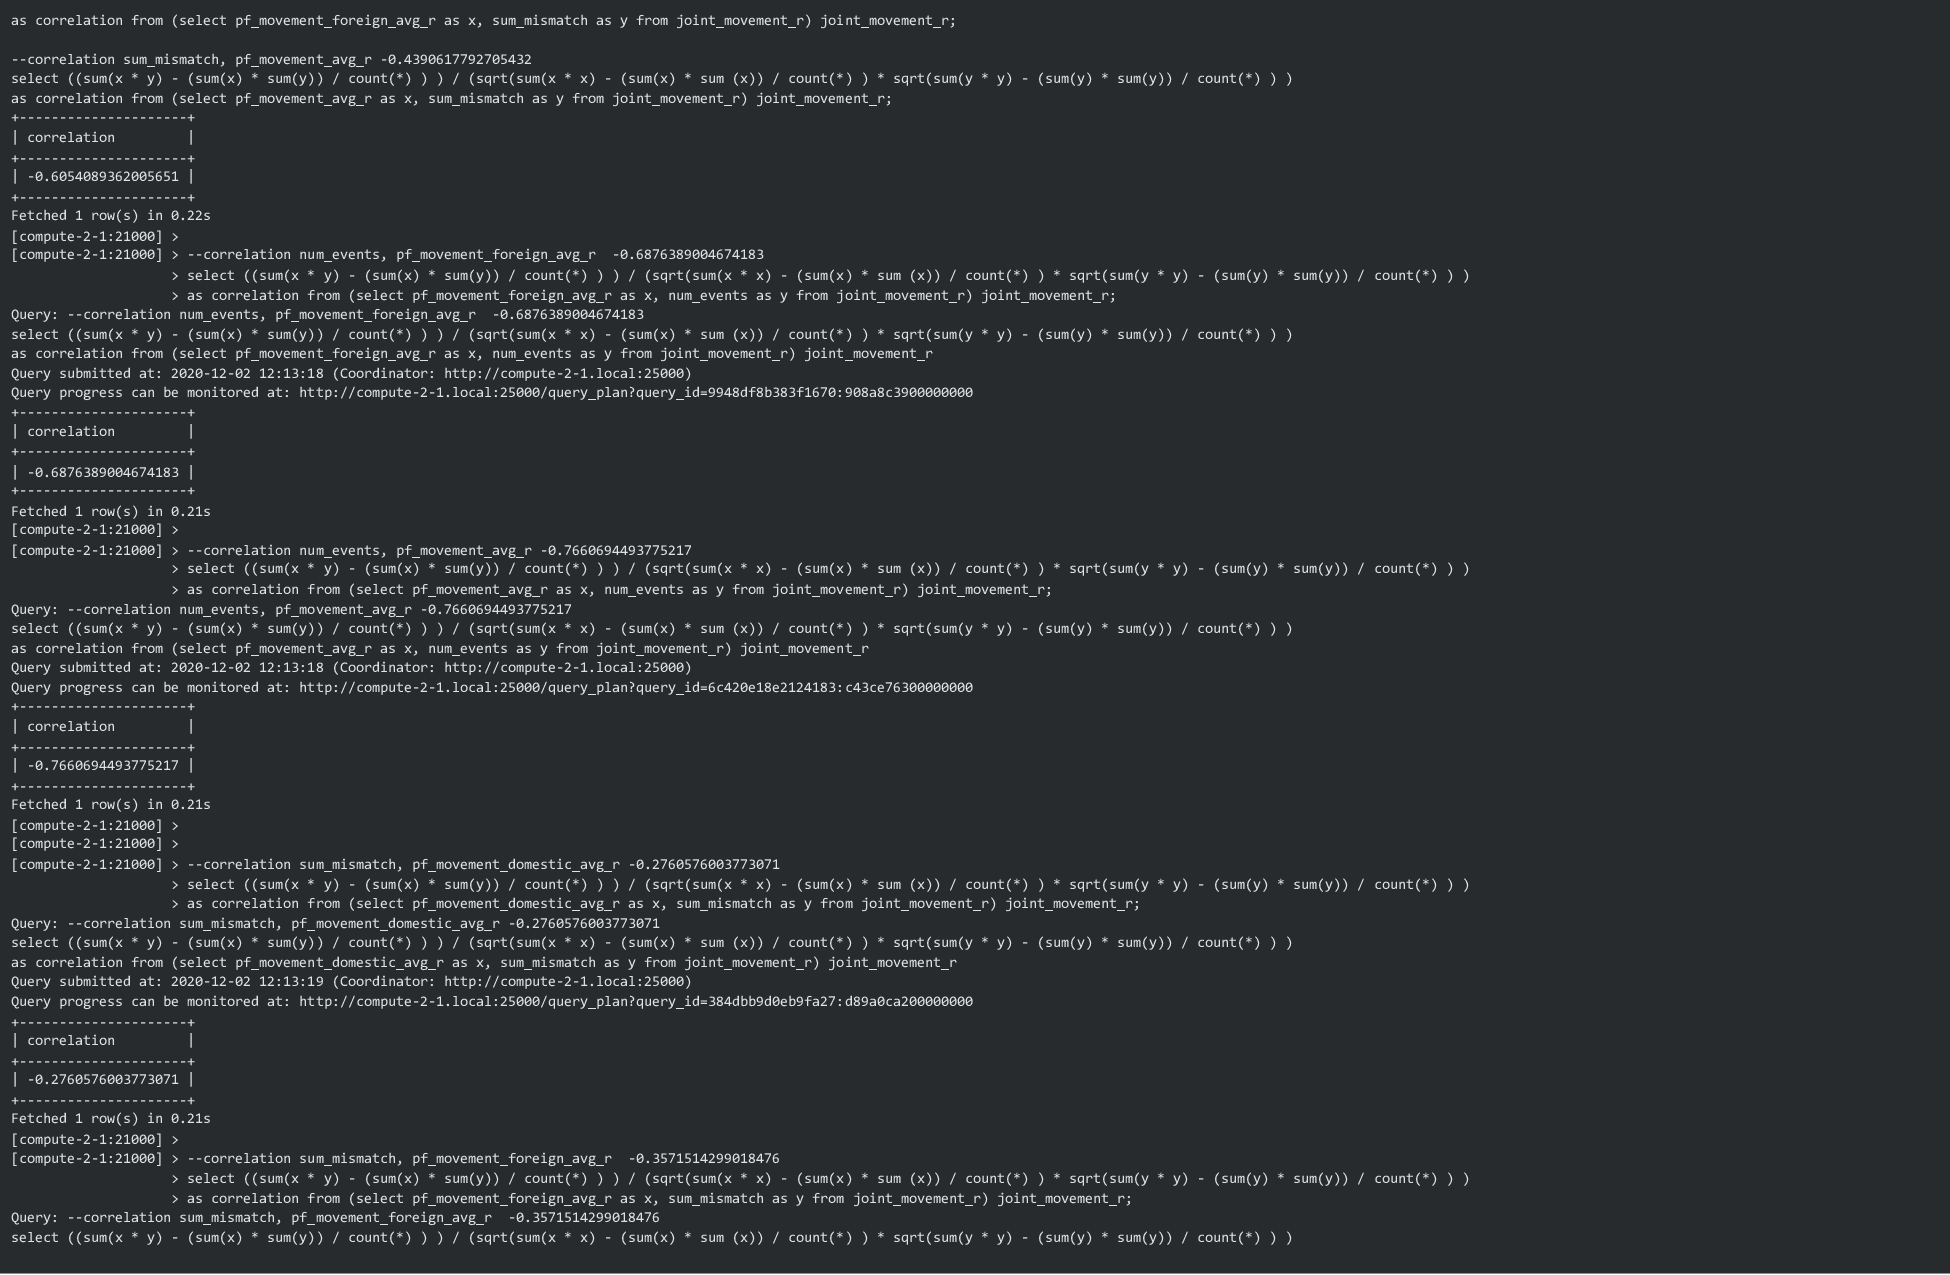 as correlation from (select pf_movement_foreign_avg_r as x, sum_mismatch as y from joint_movement_r) joint_movement_r;

--correlation sum_mismatch, pf_movement_avg_r -0.4390617792705432
select ((sum(x * y) - (sum(x) * sum(y)) / count(*) ) ) / (sqrt(sum(x * x) - (sum(x) * sum (x)) / count(*) ) * sqrt(sum(y * y) - (sum(y) * sum(y)) / count(*) ) )
as correlation from (select pf_movement_avg_r as x, sum_mismatch as y from joint_movement_r) joint_movement_r;
+---------------------+
| correlation         |
+---------------------+
| -0.6054089362005651 |
+---------------------+
Fetched 1 row(s) in 0.22s
[compute-2-1:21000] >
[compute-2-1:21000] > --correlation num_events, pf_movement_foreign_avg_r  -0.6876389004674183
                    > select ((sum(x * y) - (sum(x) * sum(y)) / count(*) ) ) / (sqrt(sum(x * x) - (sum(x) * sum (x)) / count(*) ) * sqrt(sum(y * y) - (sum(y) * sum(y)) / count(*) ) )
                    > as correlation from (select pf_movement_foreign_avg_r as x, num_events as y from joint_movement_r) joint_movement_r;
Query: --correlation num_events, pf_movement_foreign_avg_r  -0.6876389004674183
select ((sum(x * y) - (sum(x) * sum(y)) / count(*) ) ) / (sqrt(sum(x * x) - (sum(x) * sum (x)) / count(*) ) * sqrt(sum(y * y) - (sum(y) * sum(y)) / count(*) ) )
as correlation from (select pf_movement_foreign_avg_r as x, num_events as y from joint_movement_r) joint_movement_r
Query submitted at: 2020-12-02 12:13:18 (Coordinator: http://compute-2-1.local:25000)
Query progress can be monitored at: http://compute-2-1.local:25000/query_plan?query_id=9948df8b383f1670:908a8c3900000000
+---------------------+
| correlation         |
+---------------------+
| -0.6876389004674183 |
+---------------------+
Fetched 1 row(s) in 0.21s
[compute-2-1:21000] >
[compute-2-1:21000] > --correlation num_events, pf_movement_avg_r -0.7660694493775217
                    > select ((sum(x * y) - (sum(x) * sum(y)) / count(*) ) ) / (sqrt(sum(x * x) - (sum(x) * sum (x)) / count(*) ) * sqrt(sum(y * y) - (sum(y) * sum(y)) / count(*) ) )
                    > as correlation from (select pf_movement_avg_r as x, num_events as y from joint_movement_r) joint_movement_r;
Query: --correlation num_events, pf_movement_avg_r -0.7660694493775217
select ((sum(x * y) - (sum(x) * sum(y)) / count(*) ) ) / (sqrt(sum(x * x) - (sum(x) * sum (x)) / count(*) ) * sqrt(sum(y * y) - (sum(y) * sum(y)) / count(*) ) )
as correlation from (select pf_movement_avg_r as x, num_events as y from joint_movement_r) joint_movement_r
Query submitted at: 2020-12-02 12:13:18 (Coordinator: http://compute-2-1.local:25000)
Query progress can be monitored at: http://compute-2-1.local:25000/query_plan?query_id=6c420e18e2124183:c43ce76300000000
+---------------------+
| correlation         |
+---------------------+
| -0.7660694493775217 |
+---------------------+
Fetched 1 row(s) in 0.21s
[compute-2-1:21000] >
[compute-2-1:21000] >
[compute-2-1:21000] > --correlation sum_mismatch, pf_movement_domestic_avg_r -0.2760576003773071
                    > select ((sum(x * y) - (sum(x) * sum(y)) / count(*) ) ) / (sqrt(sum(x * x) - (sum(x) * sum (x)) / count(*) ) * sqrt(sum(y * y) - (sum(y) * sum(y)) / count(*) ) )
                    > as correlation from (select pf_movement_domestic_avg_r as x, sum_mismatch as y from joint_movement_r) joint_movement_r;
Query: --correlation sum_mismatch, pf_movement_domestic_avg_r -0.2760576003773071
select ((sum(x * y) - (sum(x) * sum(y)) / count(*) ) ) / (sqrt(sum(x * x) - (sum(x) * sum (x)) / count(*) ) * sqrt(sum(y * y) - (sum(y) * sum(y)) / count(*) ) )
as correlation from (select pf_movement_domestic_avg_r as x, sum_mismatch as y from joint_movement_r) joint_movement_r
Query submitted at: 2020-12-02 12:13:19 (Coordinator: http://compute-2-1.local:25000)
Query progress can be monitored at: http://compute-2-1.local:25000/query_plan?query_id=384dbb9d0eb9fa27:d89a0ca200000000
+---------------------+
| correlation         |
+---------------------+
| -0.2760576003773071 |
+---------------------+
Fetched 1 row(s) in 0.21s
[compute-2-1:21000] >
[compute-2-1:21000] > --correlation sum_mismatch, pf_movement_foreign_avg_r  -0.3571514299018476
                    > select ((sum(x * y) - (sum(x) * sum(y)) / count(*) ) ) / (sqrt(sum(x * x) - (sum(x) * sum (x)) / count(*) ) * sqrt(sum(y * y) - (sum(y) * sum(y)) / count(*) ) )
                    > as correlation from (select pf_movement_foreign_avg_r as x, sum_mismatch as y from joint_movement_r) joint_movement_r;
Query: --correlation sum_mismatch, pf_movement_foreign_avg_r  -0.3571514299018476
select ((sum(x * y) - (sum(x) * sum(y)) / count(*) ) ) / (sqrt(sum(x * x) - (sum(x) * sum (x)) / count(*) ) * sqrt(sum(y * y) - (sum(y) * sum(y)) / count(*) ) )